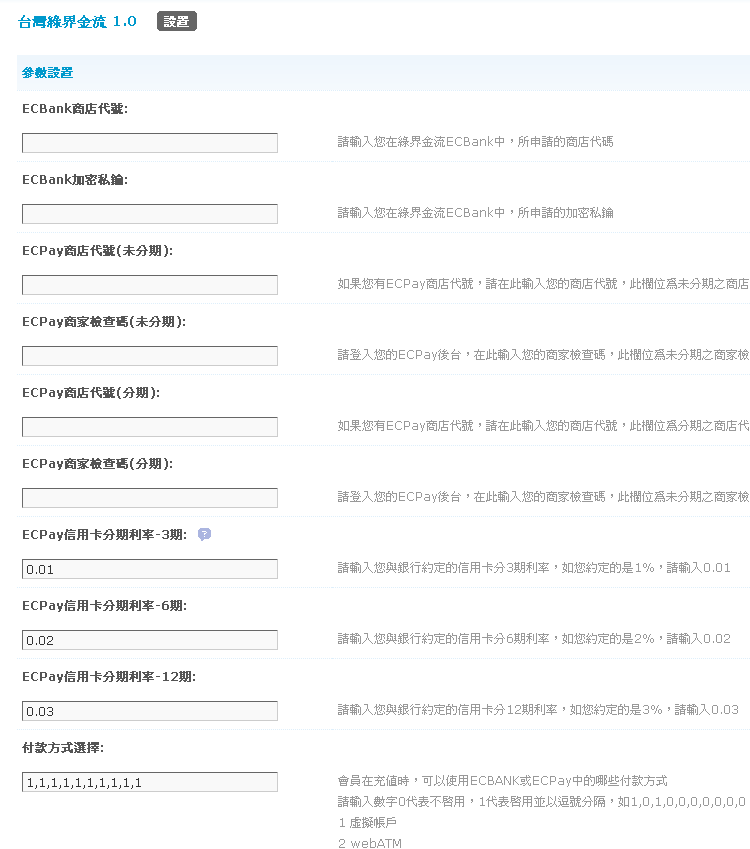 台灣綠界金流 1.0 設置
參數設置
ECBank商店代號:
請輸入您在綠界金流ECBank中，所申請的商店代碼
ECBank加密私鑰:
請輸入您在綠界金流ECBank中，所申請的加密私鑰
ECPay商店代號(未分期):
如果您有ECPay商店代號，請在此輸入您的商店代號，此欄位爲未分期之商店
ECPay商家檢查碼(未分期):
請登入您的ECPay後台，在此輸入您的商家檢查碼，此欄位爲未分期之商家檢
ECPay商店代號(分期):
如果您有ECPay商店代號，請在此輸入您的商店代號，此欄位爲分期之商店代
ECPay商家檢查碼(分期):
請登入您的ECPay後台，在此輸入您的商家檢查碼，此欄位爲分期之商家檢
ECPay信用卡分期利率-3期: ?
0.01 請輸入您與銀行約定的信用卡分3期利率，如您約定的是1%，請輸入0.01
ECPay信用卡分期利率-6期:
0.02 請輸入您與銀行約定的信用卡分6期利率，如您約定的是2%，請輸入0.02
ECPay信用卡分期利率-12期:
0.03 請輸入您與銀行約定的信用卡分12期利率，如您約定的是3%，請輸入0.03
付款方式選擇:
1,1,1,1,1,1,1,1,1,1 會員在充值時，可以使用ECBANK或ECPay中的哪些付款方式
請輸入數字0代表不啓用，1代表啓用並以逗號分隔，如1,0,1,0,0,0,0,0,0,0
1 虛擬帳戶
2 webATM